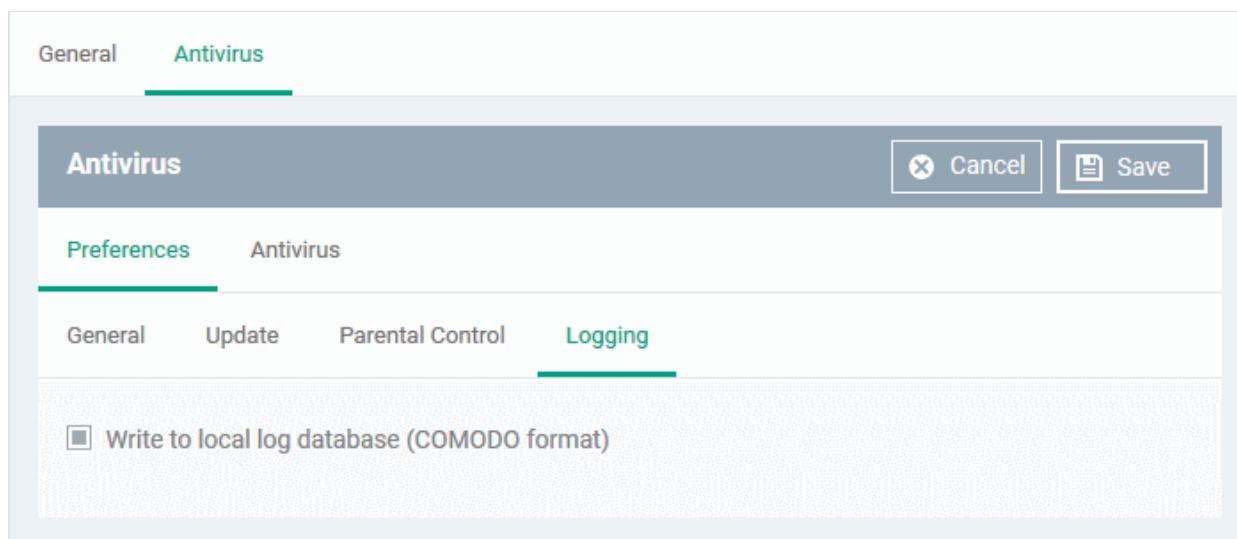 General Antivirus
Antivirus Cancel Save
Preferences Antivirus
General Update Parental Control Logging
Write to local log database (COMODO format)